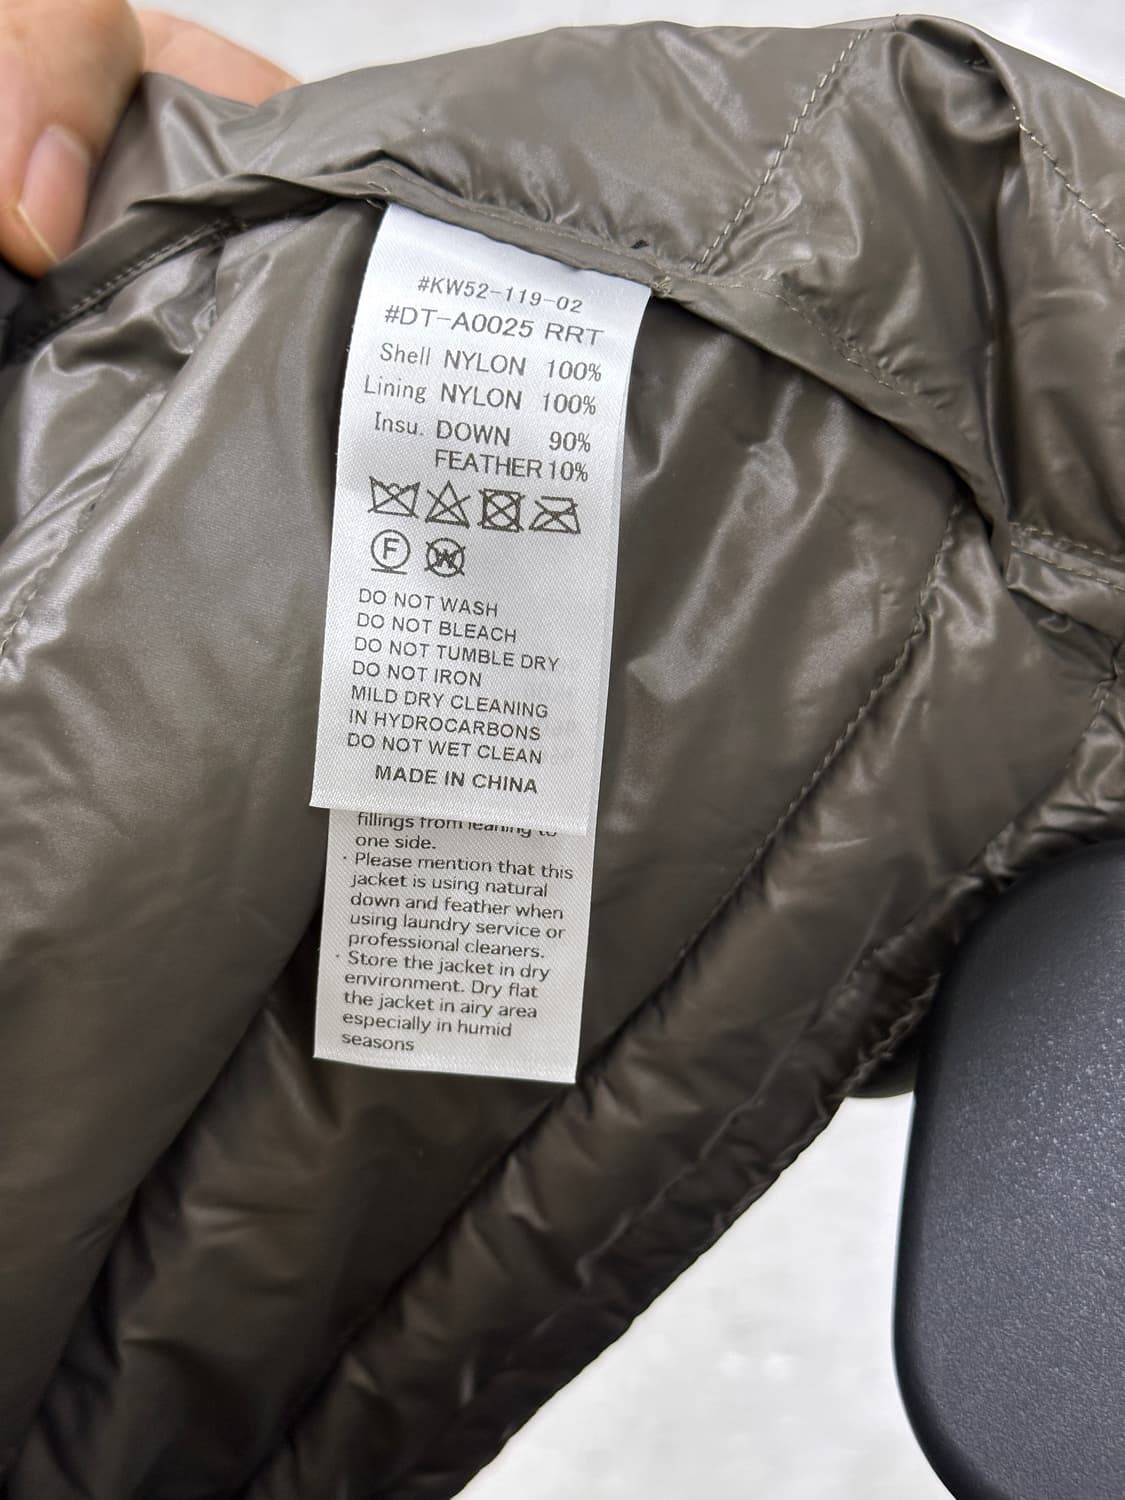 #KW52-119-02
#DT-A0025 RRT
Shell NYLON 100%
Lining NYLON 100%
Insu. DOWN 90%
FEATHER 10%
F W
DO NOT WASH
DO NOT BLEACH
DO NOT TUMBLE DRY
DO NOT IRON
MILD DRY CLEANING
IN HYDROCARBONS
DO NOT WET CLEAN
MADE IN CHINA
fillings from leaning to
one side.
· Please mention that this
jacket is using natural
down and feather when
using laundry service or
professional cleaners.
· Store the jacket in dry
environment. Dry flat
the jacket in airy area
especially in humid
seasons